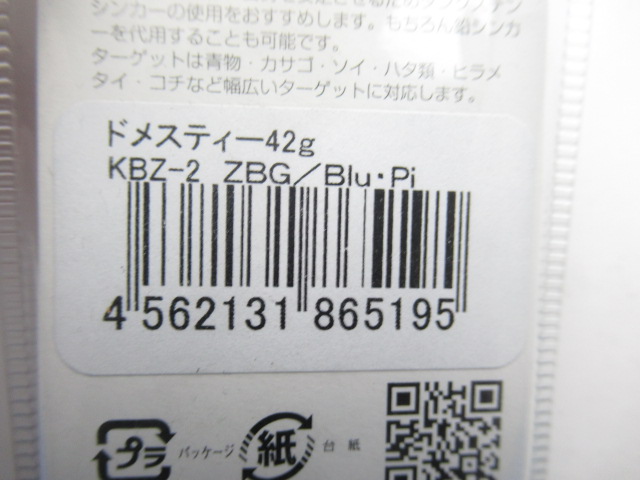 シンカーの使用をおすすめします。もちろん鉛シンカ
ーを代用することも可能です。
ターゲットは青物・カサゴ・ソイ・ハタ類・ヒラメ
タイ・コチなど幅広いターゲットに対応します。
ドメスティー42g
KBZ-2 ZBG/Blu・Pi
4 562131 865195
プラ パッケージ 紙 台紙